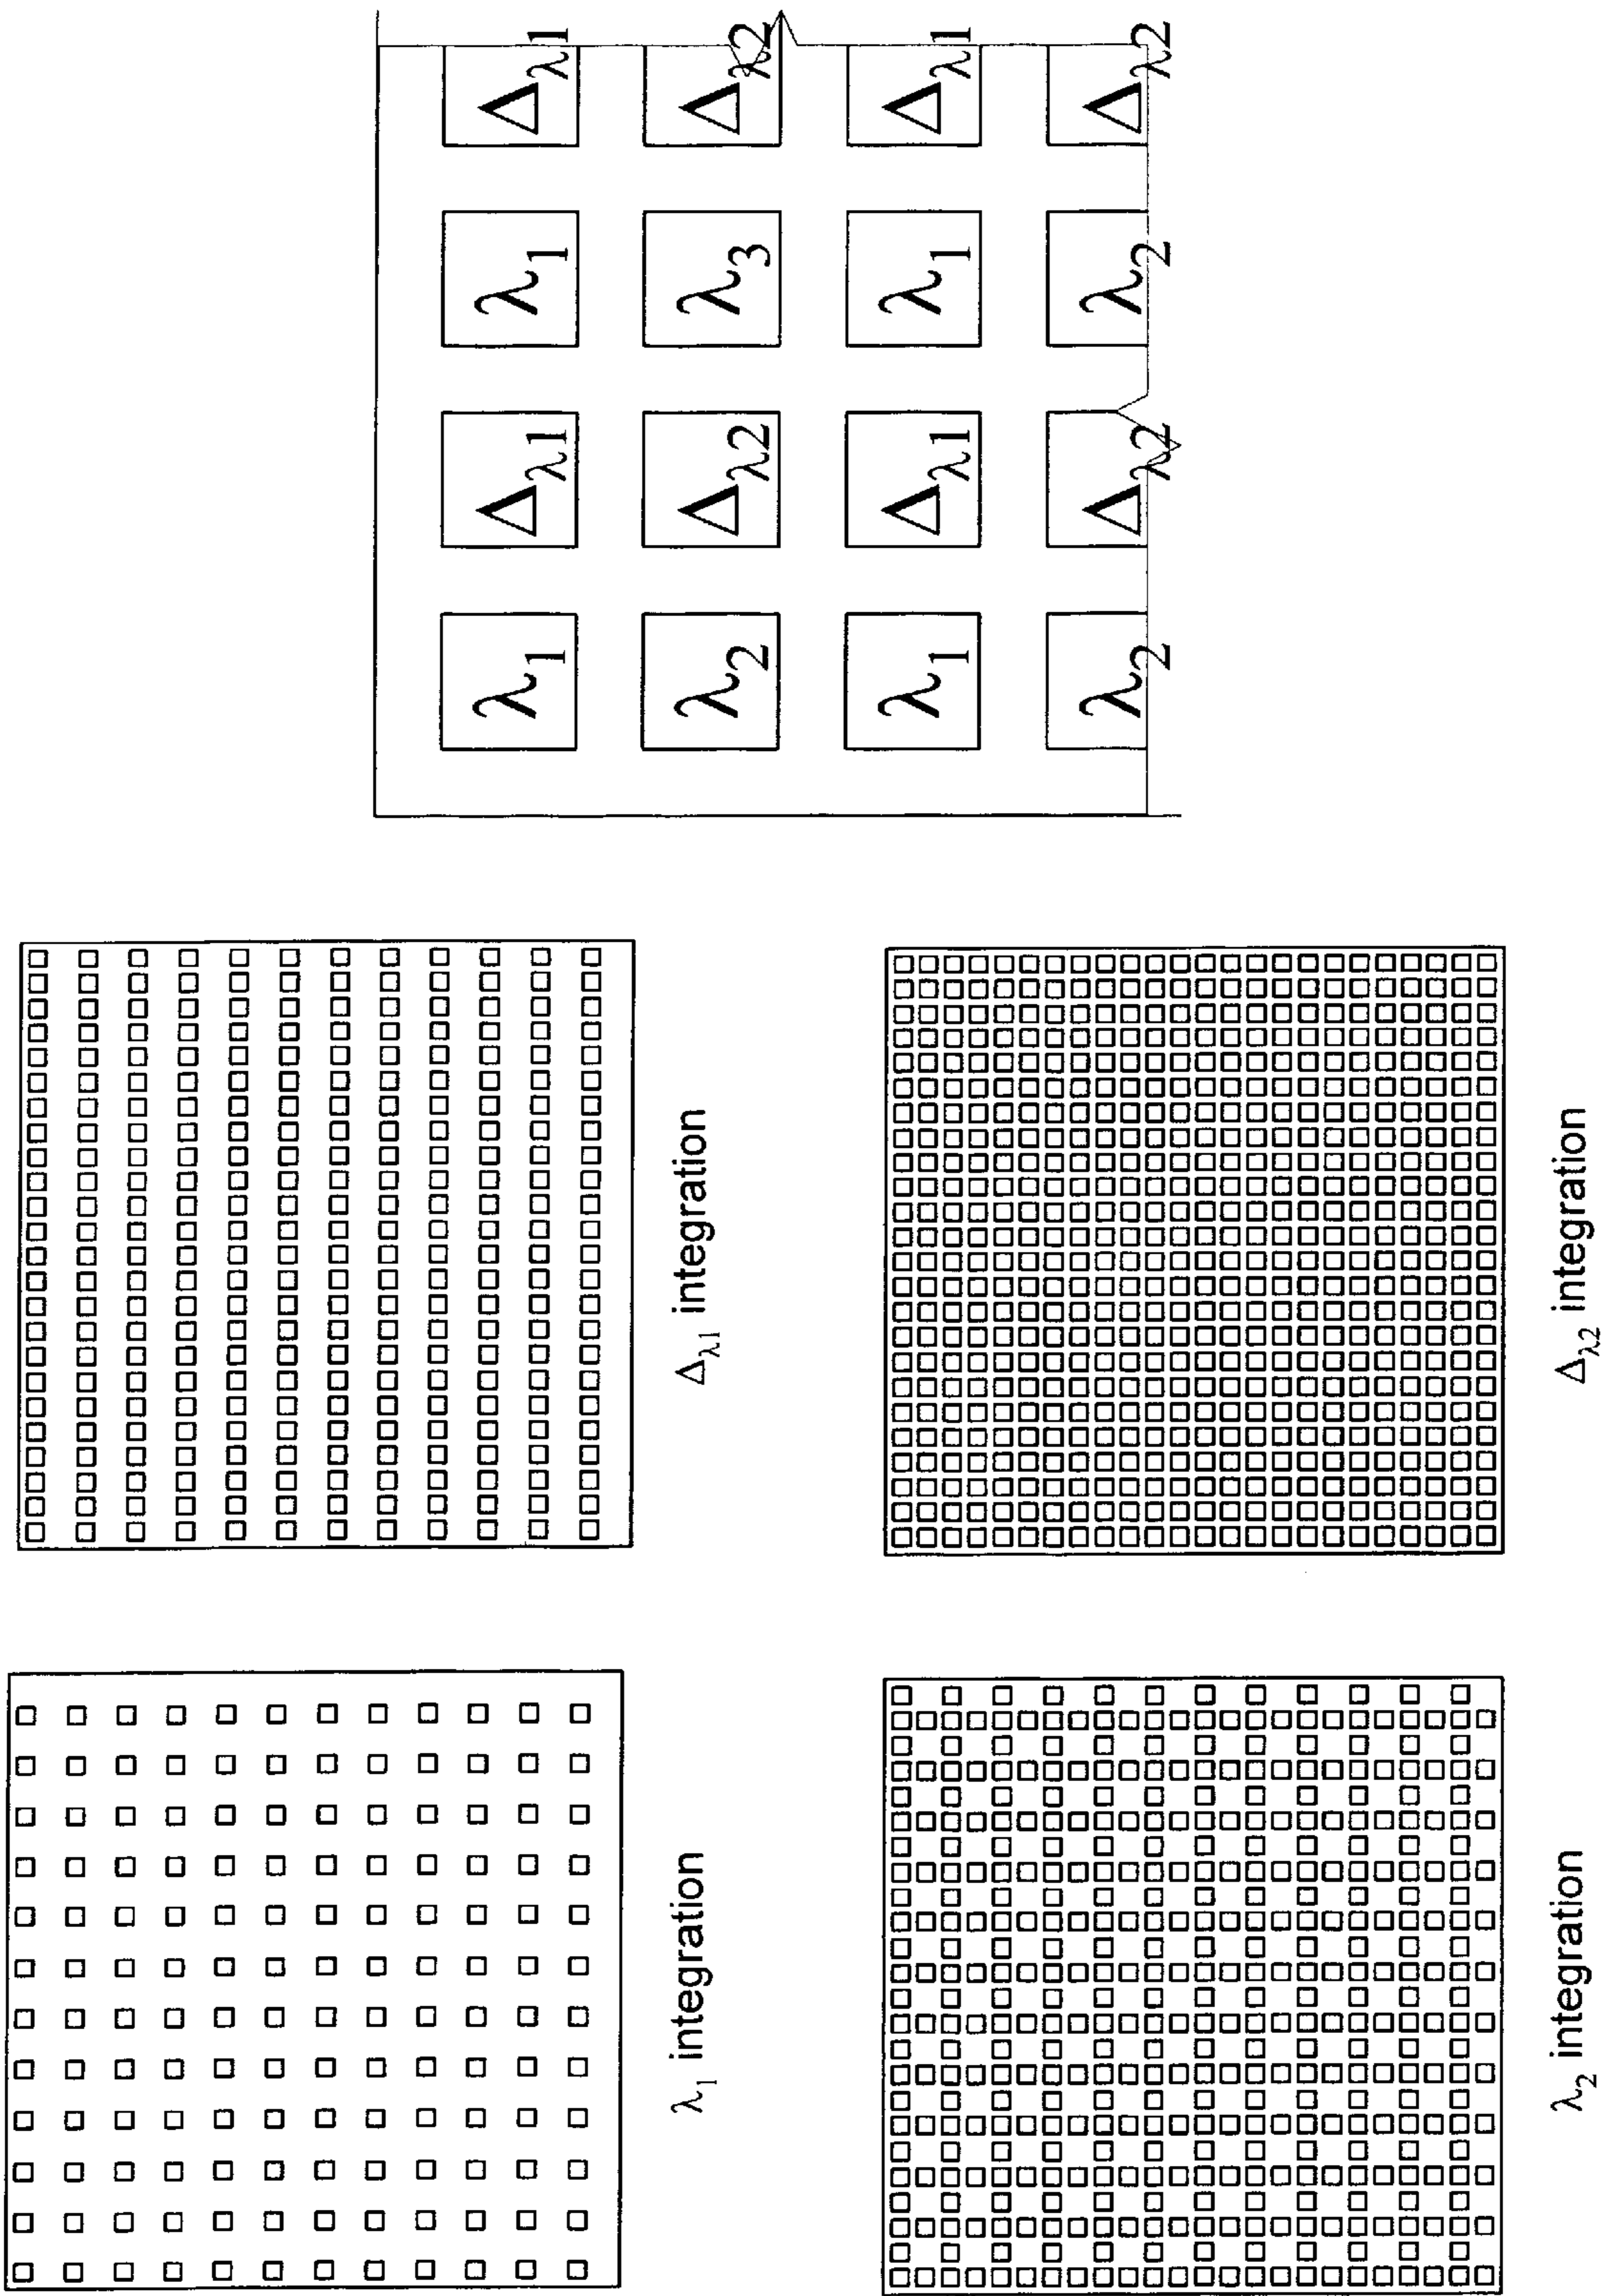 λ₁ integration
Δλ1 integration
λ₂ integration
Δλ2 integration
λ₁ Δλ1 λ₁ Δλ1
λ₂ Δλ2 λ₃ Δλ2
λ₁ Δλ1 λ₁ Δλ1
λ₂ Δλ2 λ₂ Δλ2